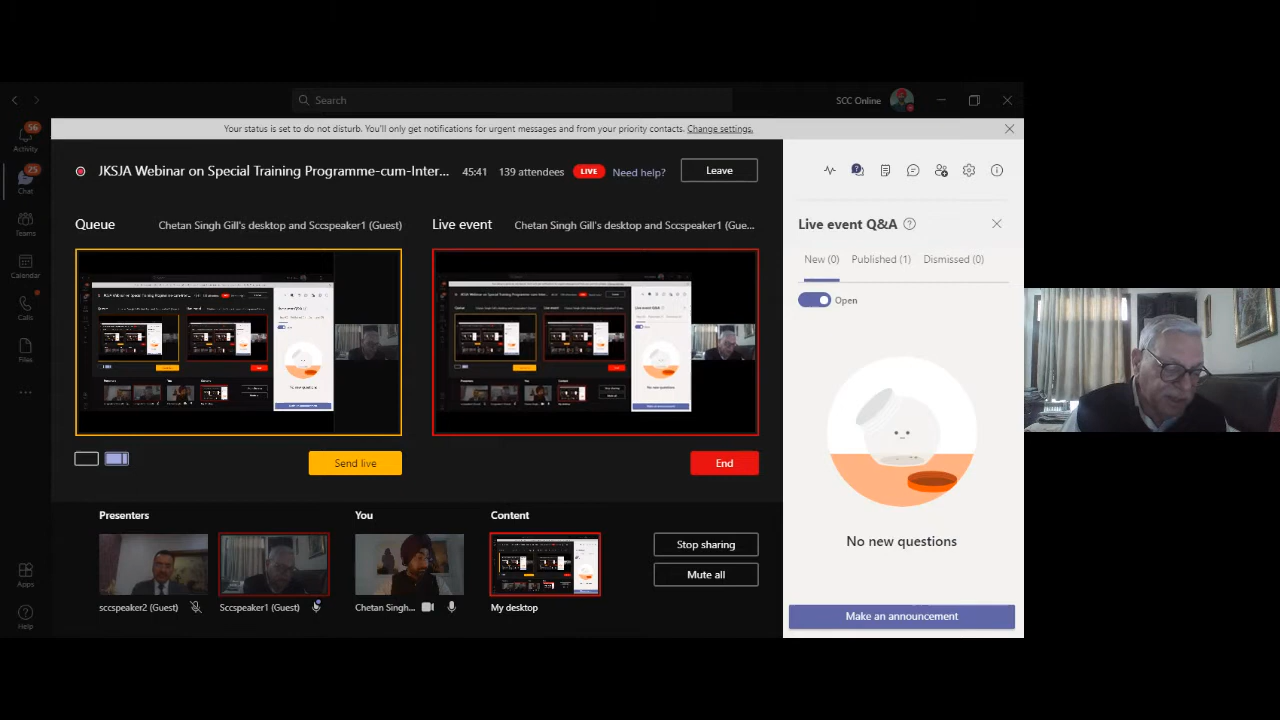 Search
SCC Online
Your status is set to do not disturb. You'll only get notifications for urgent messages and from your priority contacts. Change settings.
56
Activity
25
Chat
Teams
Calendar
Calls
Files
Apps
Help
JKSJA Webinar on Special Training Programme-cum-Inter...
45:41
139 attendees
LIVE
Need help?
Leave
Queue
Chetan Singh Gill's desktop and Sccspeaker1 (Guest)
Live event
Chetan Singh Gill's desktop and Sccspeaker1 (Gue...
Send live
End
Presenters
You
Content
sccspeaker2 (Guest)
Sccspeaker1 (Guest)
Chetan Singh...
My desktop
Stop sharing
Mute all
Live event Q&A
New (0)
Published (1)
Dismissed (0)
Open
No new questions
Make an announcement